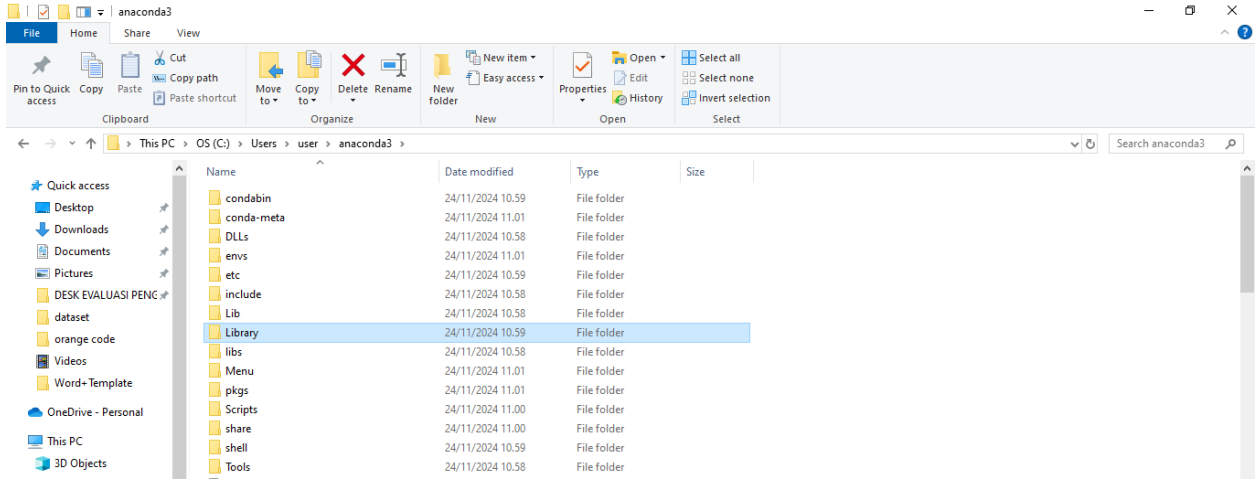 anaconda3
File Home Share View
Pin to Quick access
Copy
Paste
Cut
Copy path
Paste shortcut
Clipboard
Move to
Copy to
Delete
Rename
Organize
New folder
New item
Easy access
New
Properties
Open
Edit
History
Open
Select all
Select none
Invert selection
Select
This PC > OS (C:) > Users > user > anaconda3 >
Search anaconda3
Quick access
Desktop
Downloads
Documents
Pictures
DESK EVALUASI PENG
dataset
orange code
Videos
Word+Template
OneDrive - Personal
This PC
3D Objects
Name Date modified Type Size
condabin 24/11/2024 10.59 File folder
conda-meta 24/11/2024 11.01 File folder
DLLs 24/11/2024 10.58 File folder
envs 24/11/2024 11.01 File folder
etc 24/11/2024 10.59 File folder
include 24/11/2024 10.58 File folder
Lib 24/11/2024 10.58 File folder
Library 24/11/2024 10.59 File folder
libs 24/11/2024 10.58 File folder
Menu 24/11/2024 11.01 File folder
pkgs 24/11/2024 11.01 File folder
Scripts 24/11/2024 11.00 File folder
share 24/11/2024 11.00 File folder
shell 24/11/2024 10.59 File folder
Tools 24/11/2024 10.58 File folder